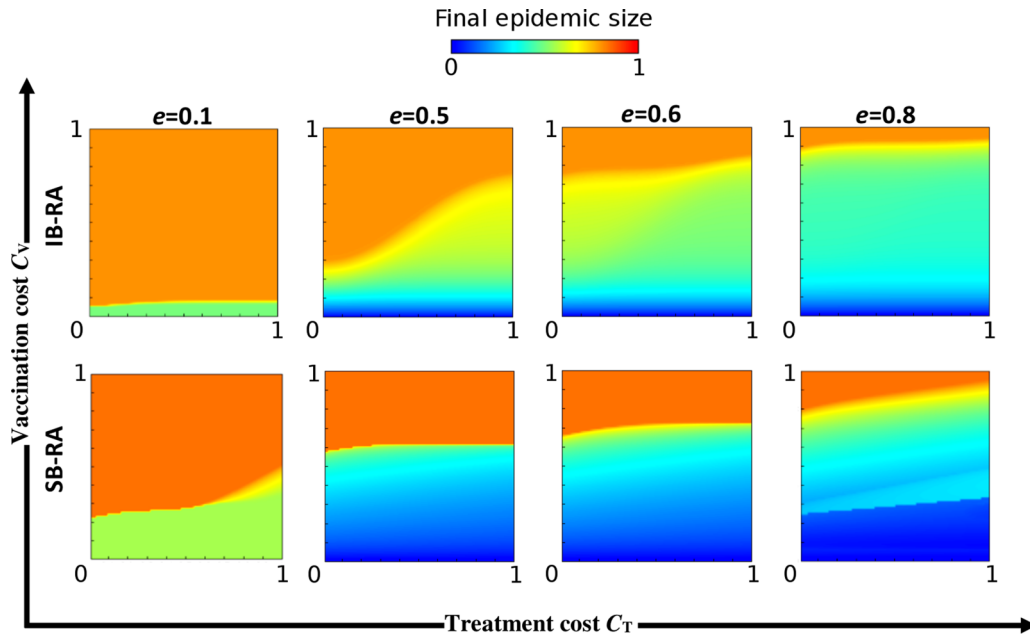 Final epidemic size
0 1
e=0.1 e=0.5 e=0.6 e=0.8
1 1 1 1
IB-RA
0 1 0 1 0 1 0 1
Vaccination cost CV
1 1 1 1
SB-RA
0 1 0 1 0 1 0 1
Treatment cost CT